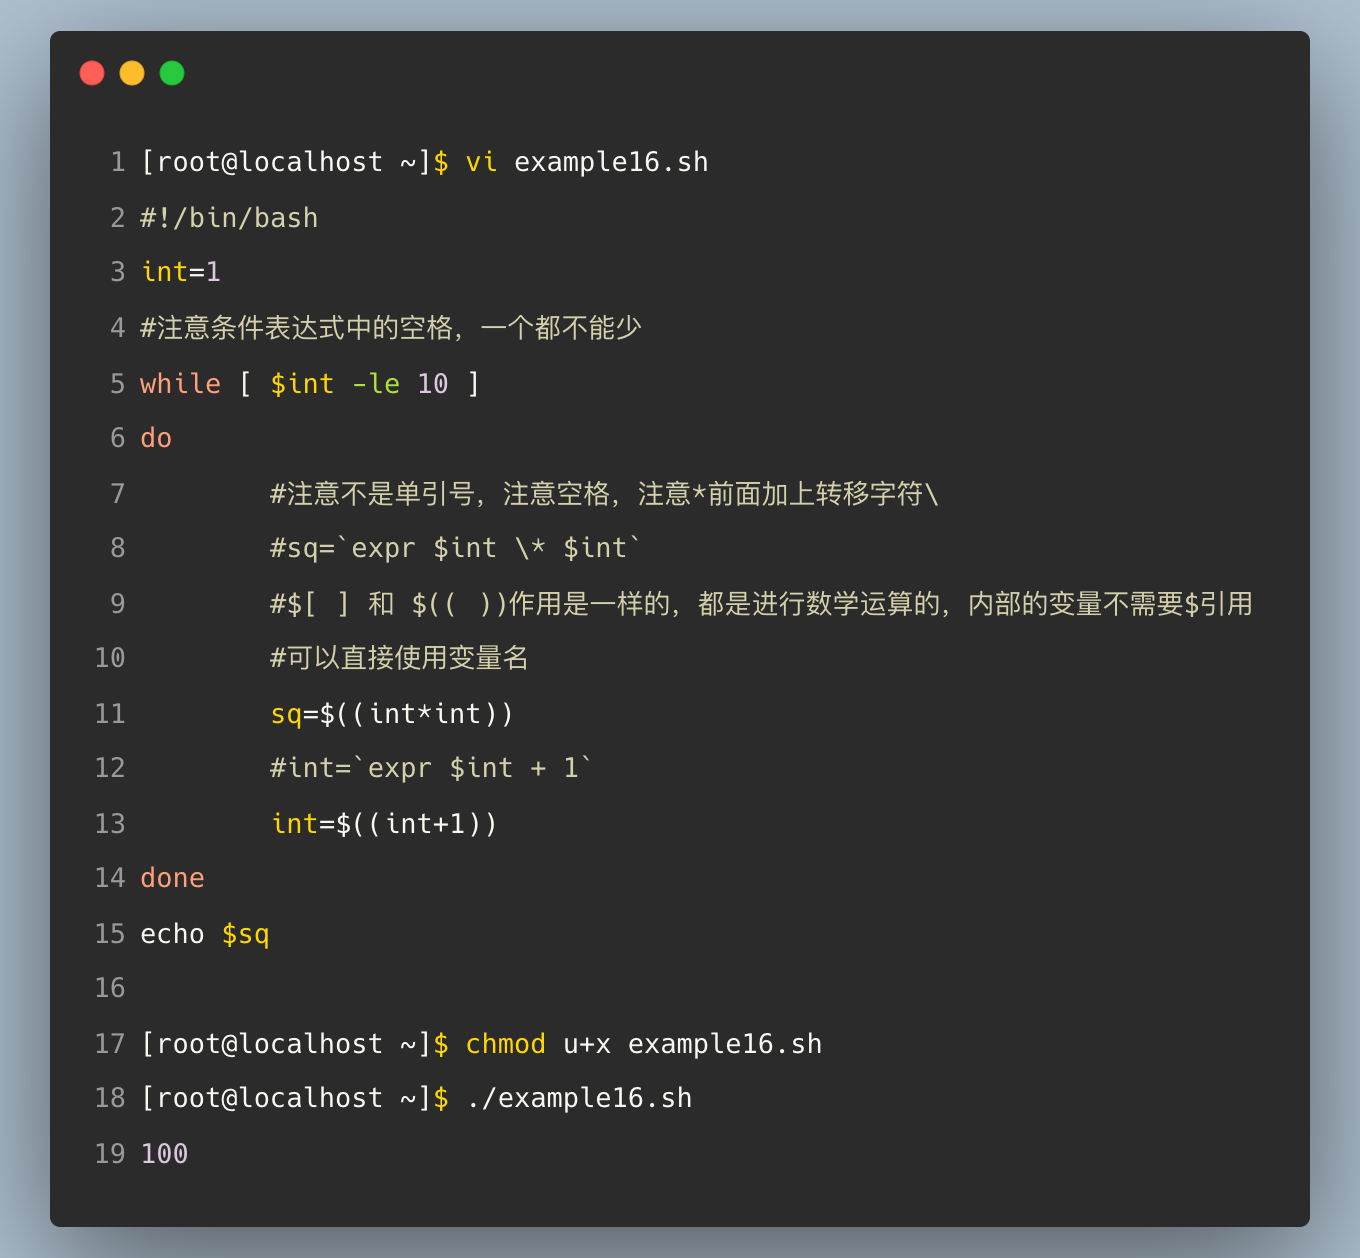 1 [root@localhost ~]$ vi example16.sh
2 #!/bin/bash
3 int=1
4 #注意条件表达式中的空格，一个都不能少
5 while [ $int -le 10 ]
6 do
7         #注意不是单引号，注意空格，注意*前面加上转移字符\
8         #sq=`expr $int \* $int`
9         #$[ ] 和 $(( ))作用是一样的，都是进行数学运算的，内部的变量不需要$引用
10         #可以直接使用变量名
11         sq=$((int*int))
12         #int=`expr $int + 1`
13         int=$((int+1))
14 done
15 echo $sq
16
17 [root@localhost ~]$ chmod u+x example16.sh
18 [root@localhost ~]$ ./example16.sh
19 100